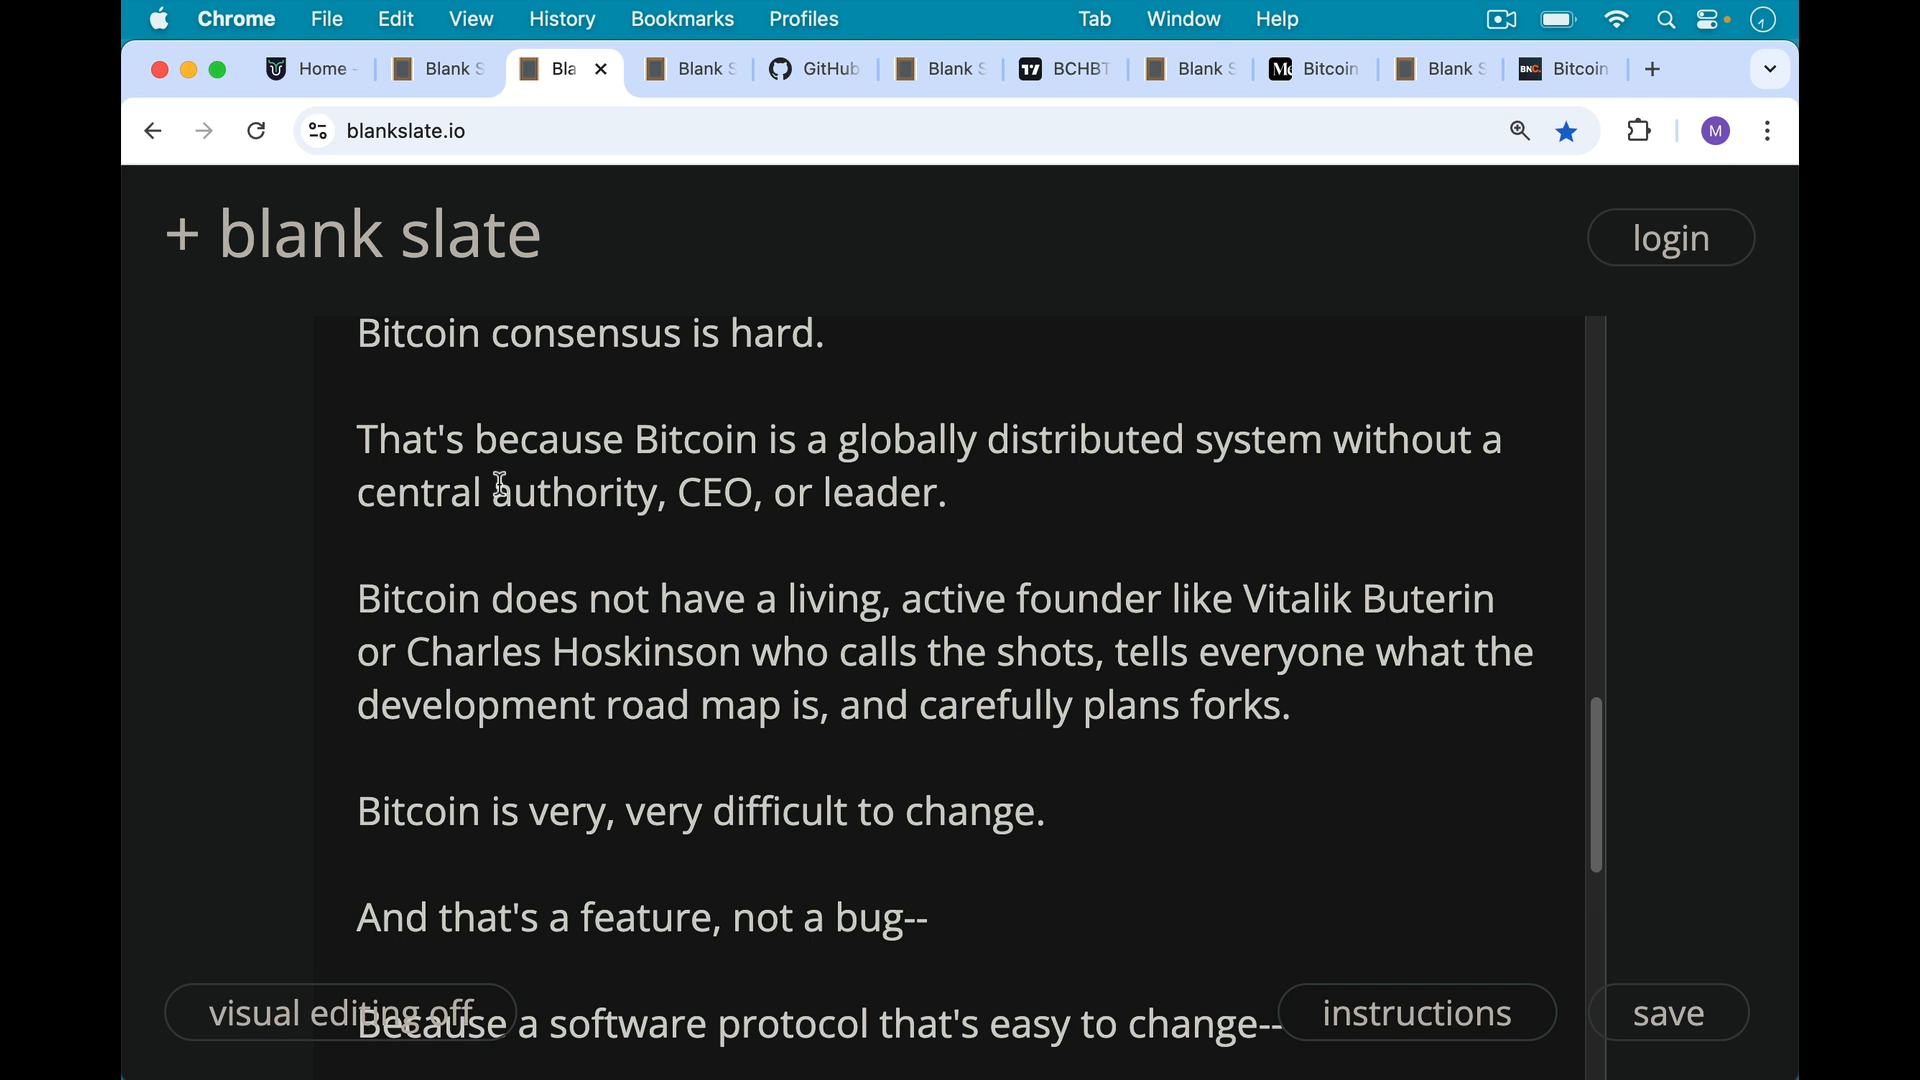 Chrome File Edit View History Bookmarks Profiles Tab Window Help
Home Blank S Bla Blank S GitHub Blank S BCHBT Blank S Me Bitcoin Blank S BNC Bitcoin
blankslate.io
M
+ blank slate
login
Bitcoin consensus is hard.
That's because Bitcoin is a globally distributed system without a
central authority, CEO, or leader.
Bitcoin does not have a living, active founder like Vitalik Buterin
or Charles Hoskinson who calls the shots, tells everyone what the
development road map is, and carefully plans forks.
Bitcoin is very, very difficult to change.
And that's a feature, not a bug--
Because a software protocol that's easy to change--
visual editing off
instructions
save